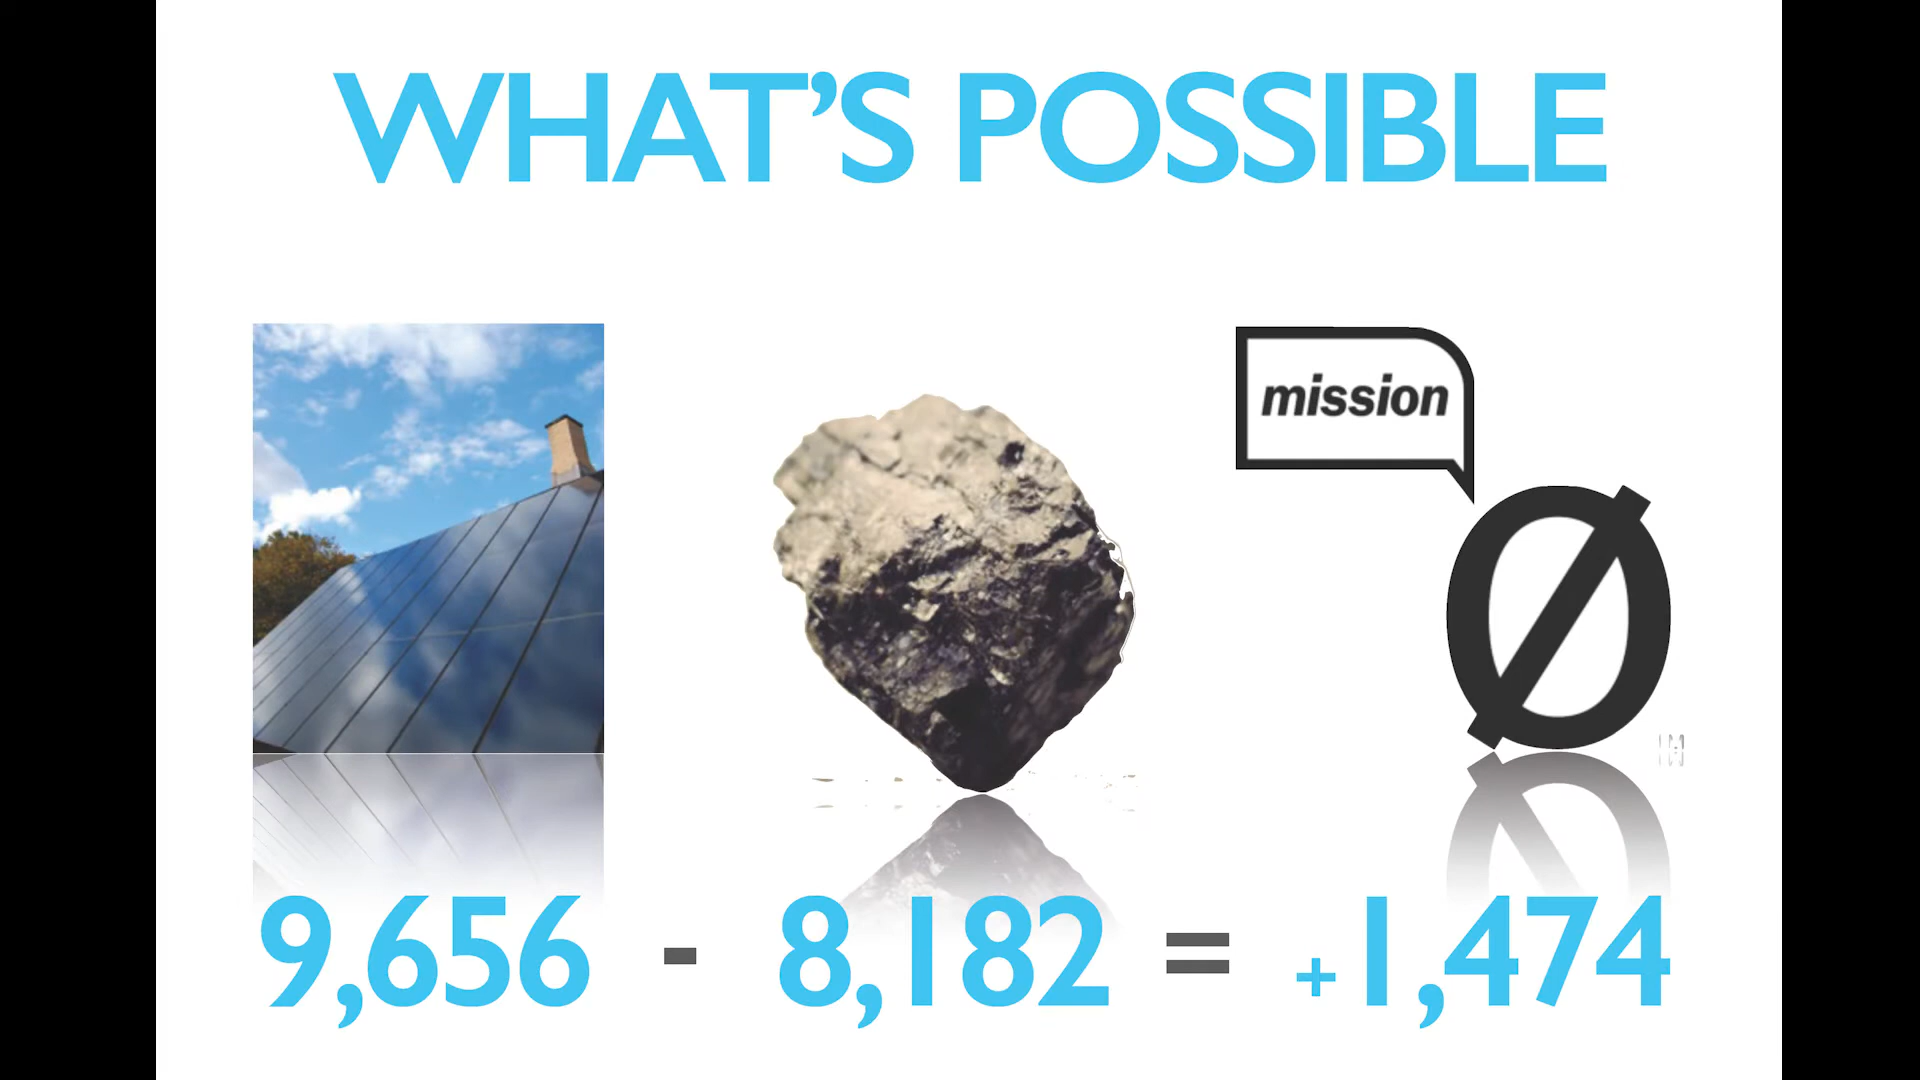 WHAT'S POSSIBLE
mission
Ø
9,656 - 8,182 = +1,474